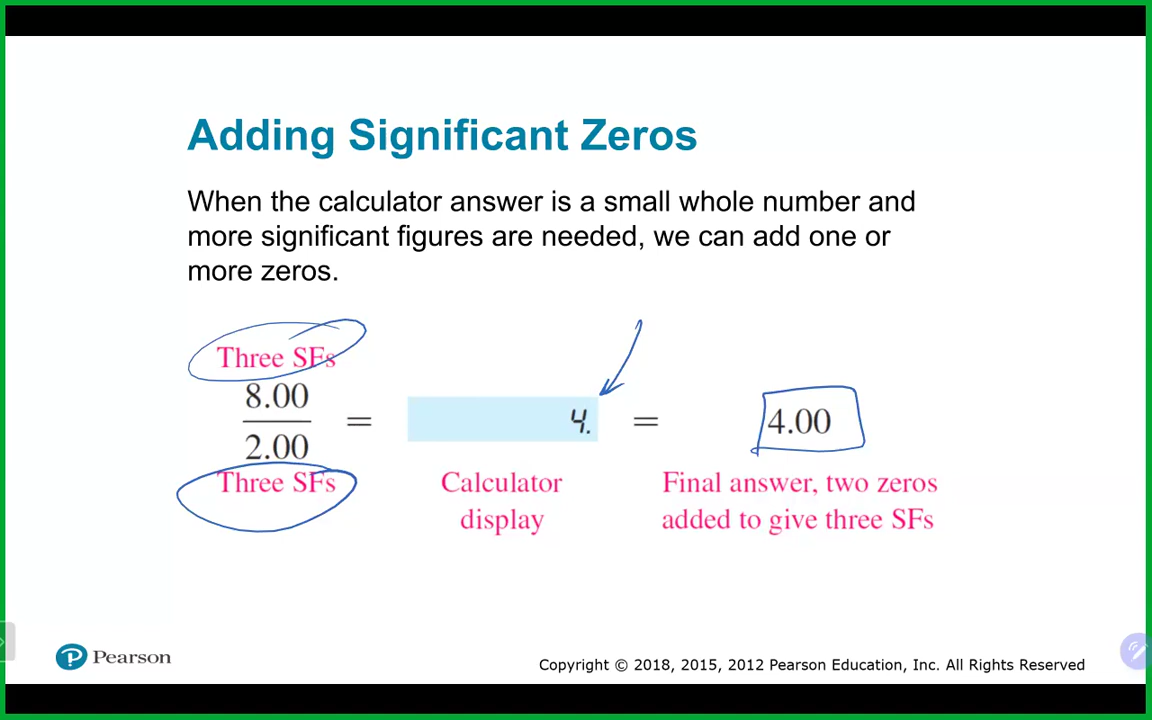 Adding Significant Zeros
When the calculator answer is a small whole number and
more significant figures are needed, we can add one or
more zeros.
Three SFs
8.00
2.00
Three SFs
=
4.
Calculator
display
=
4.00
Final answer, two zeros
added to give three SFs
Pearson
Copyright © 2018, 2015, 2012 Pearson Education, Inc. All Rights Reserved